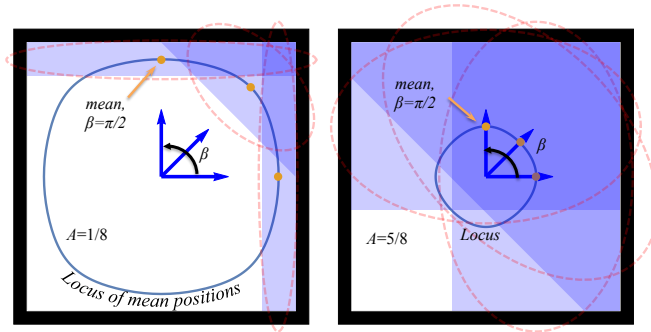 mean,
β=π/2
β
A=1/8
Locus of mean positions
mean,
β=π/2
β
A=5/8
Locus